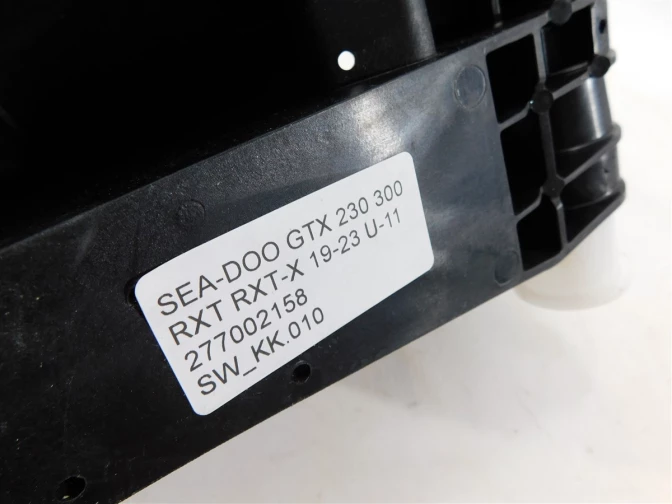 SEA-DOO GTX 230 300
RXT RXT-X 19-23 U-11
277002158
SW_KK.010